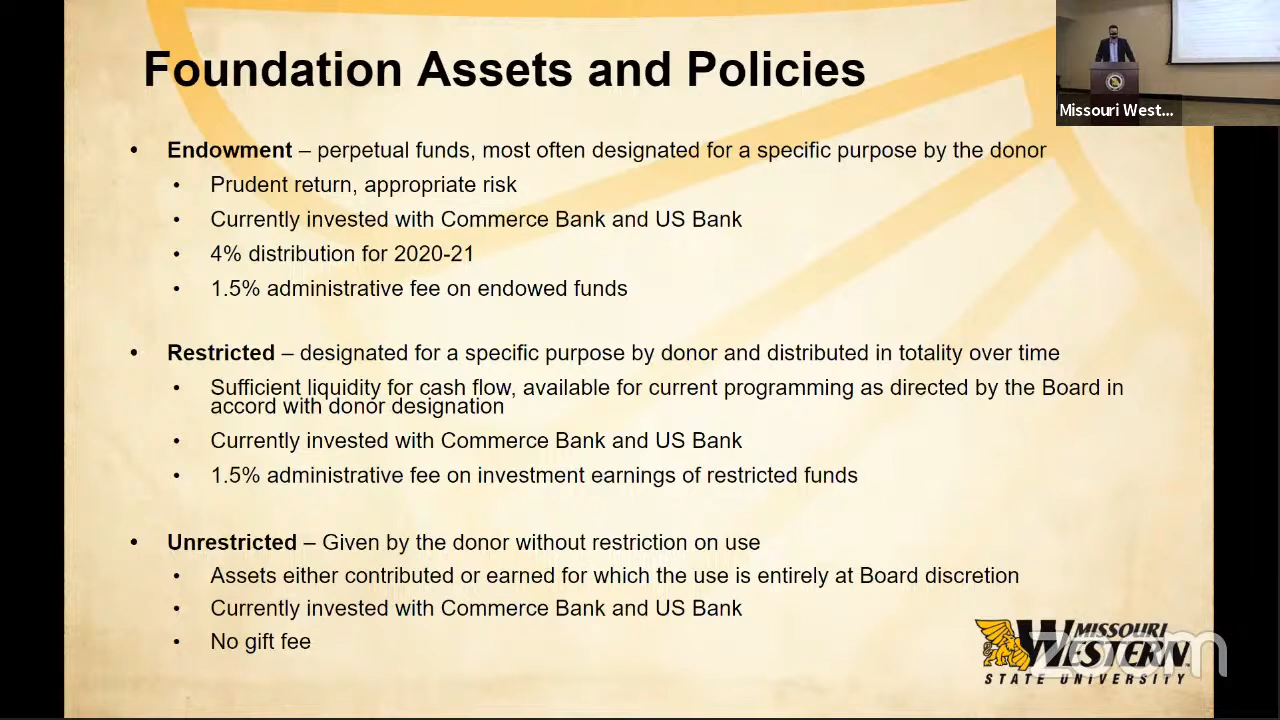 Foundation Assets and Policies
Missouri West...
• Endowment – perpetual funds, most often designated for a specific purpose by the donor
• Prudent return, appropriate risk
• Currently invested with Commerce Bank and US Bank
• 4% distribution for 2020-21
• 1.5% administrative fee on endowed funds
• Restricted – designated for a specific purpose by donor and distributed in totality over time
• Sufficient liquidity for cash flow, available for current programming as directed by the Board in
accord with donor designation
• Currently invested with Commerce Bank and US Bank
• 1.5% administrative fee on investment earnings of restricted funds
• Unrestricted – Given by the donor without restriction on use
• Assets either contributed or earned for which the use is entirely at Board discretion
• Currently invested with Commerce Bank and US Bank
• No gift fee
MISSOURI
WESTERN
STATE UNIVERSITY
zoom